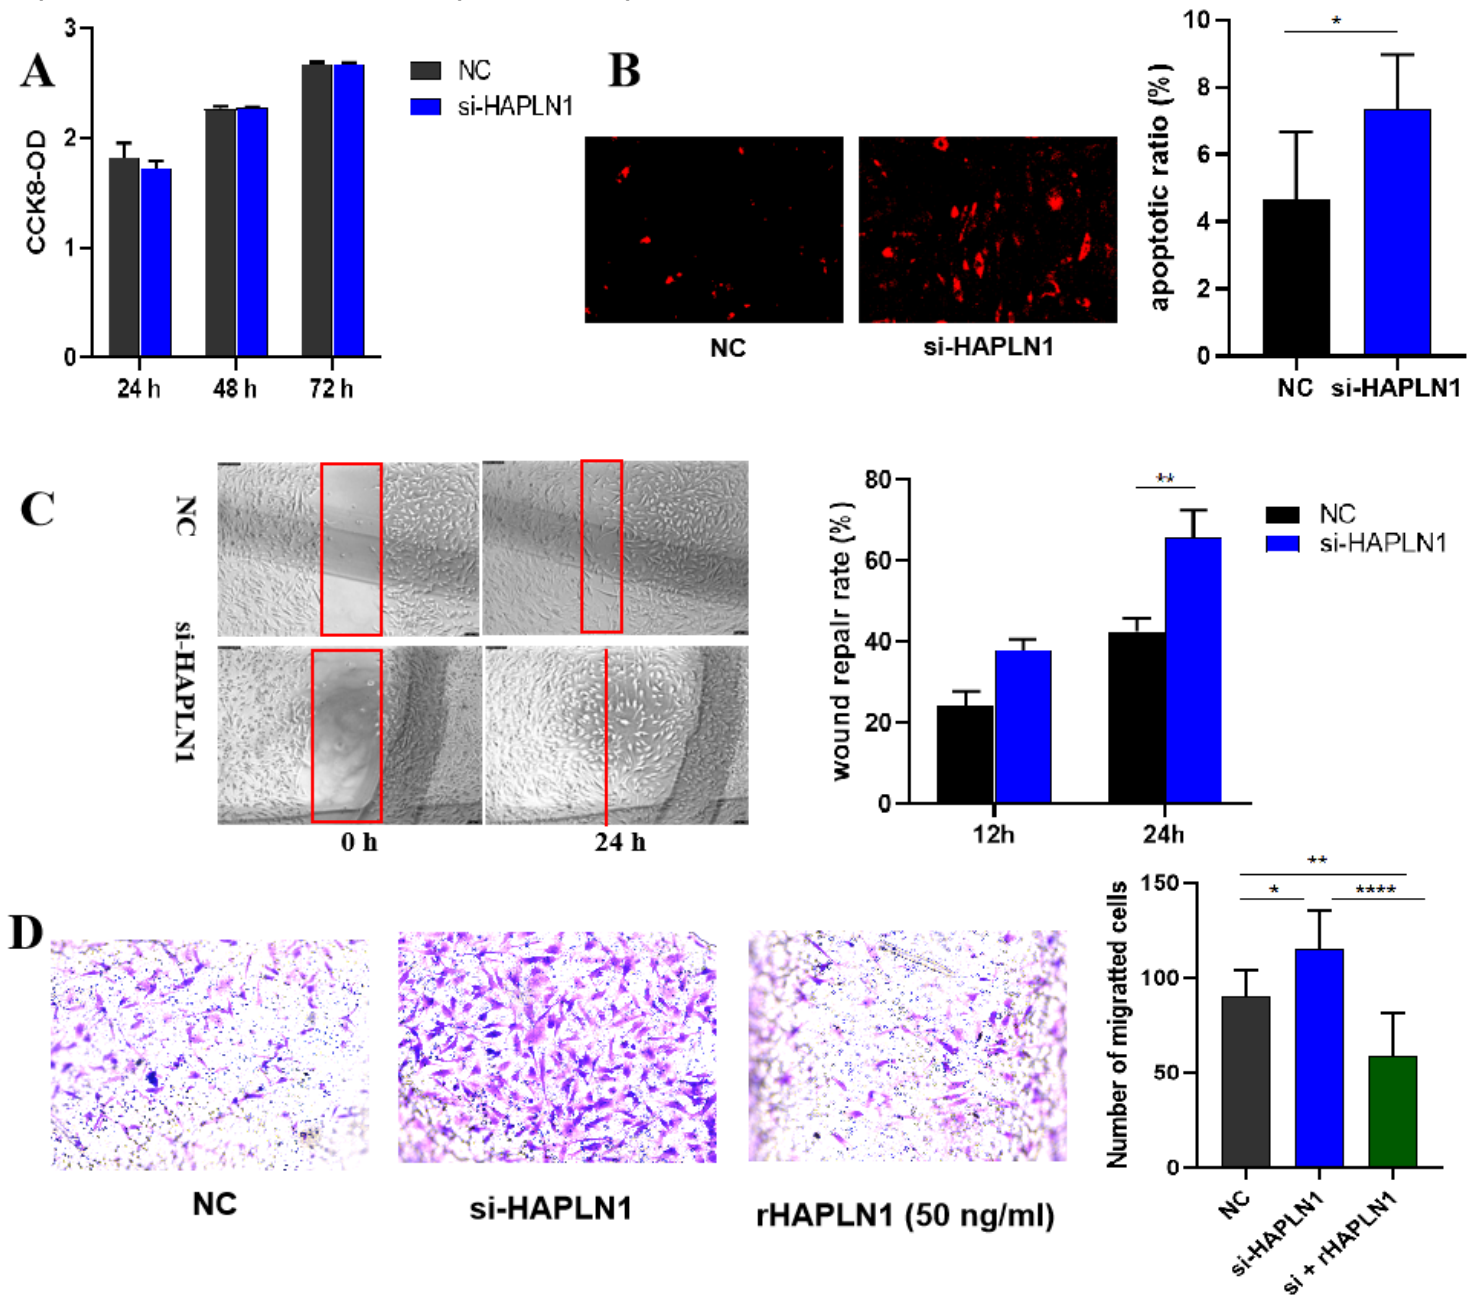 A
3
2
1
0
CCK8-OD
24 h
48 h
72 h
NC
si-HAPLN1
B
NC
si-HAPLN1
10
8
6
4
2
0
apoptotic ratio (%)
*
NC
si-HAPLN1
C
NC
si-HAPLN1
0 h
24 h
80
60
40
20
0
wound repair rate (%)
**
12h
24h
NC
si-HAPLN1
D
NC
si-HAPLN1
rHAPLN1 (50 ng/ml)
150
100
50
0
Number of migratted cells
**
*
****
NC
si-HAPLN1
si + rHAPLN1